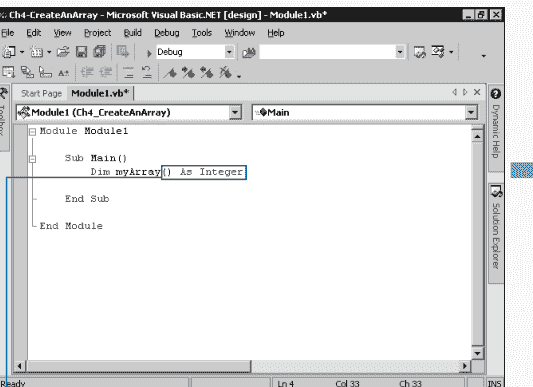 Ch4-CreateAnArray - Microsoft Visual Basic.NET [design] - Module1.vb*
File Edit View Project Build Debug Tools Window Help
Debug
Start Page Module1.vb*
Module1 (Ch4_CreateAnArray) Main
Module Module1
Sub Main()
Dim myArray() As Integer
End Sub
End Module
Toolbox
Dynamic Help
Solution Explorer
Ready Ln 4 Col 33 Ch 33 INS